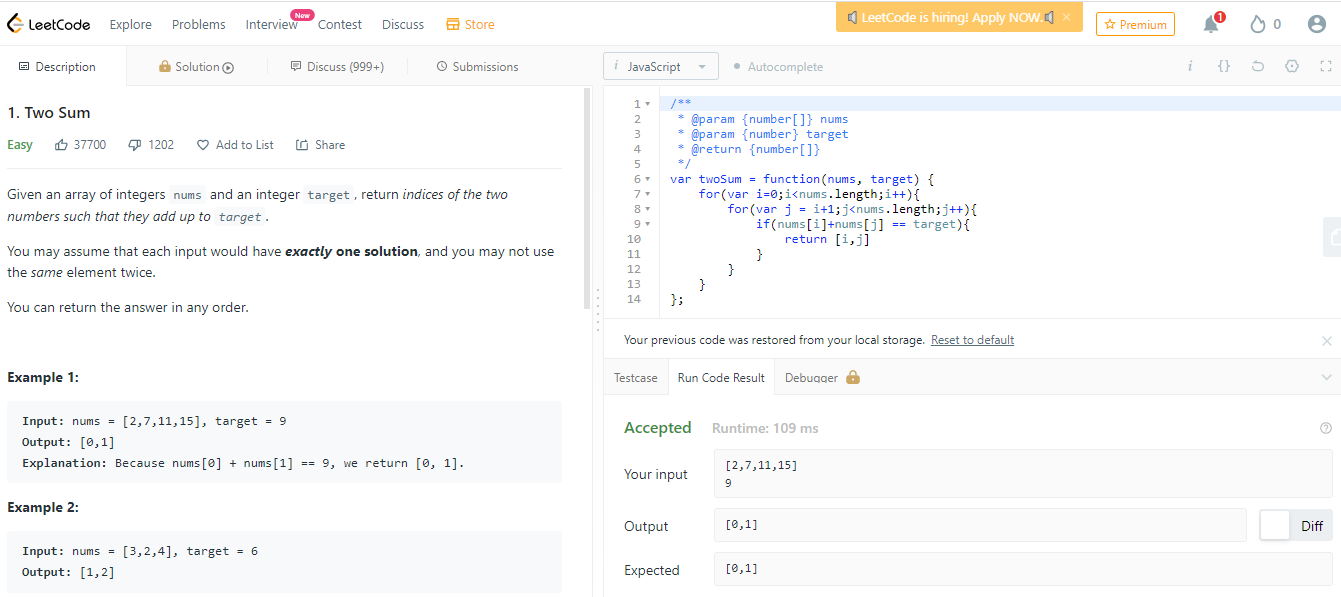 LeetCode Explore Problems Interview New Contest Discuss Store LeetCode is hiring! Apply NOW. × Premium 1 0
Description Solution Discuss (999+) Submissions
1. Two Sum
Easy 37700 1202 Add to List Share
Given an array of integers nums and an integer target, return indices of the two
numbers such that they add up to target.
You may assume that each input would have exactly one solution, and you may not use
the same element twice.
You can return the answer in any order.
Example 1:
Input: nums = [2,7,11,15], target = 9
Output: [0,1]
Explanation: Because nums[0] + nums[1] == 9, we return [0, 1].
Example 2:
Input: nums = [3,2,4], target = 6
Output: [1,2]
i JavaScript Autocomplete i {}
1 /**
2 * @param {number[]} nums
3 * @param {number} target
4 * @return {number[]}
5 */
6 var twoSum = function(nums, target) {
7 for(var i=0;i<nums.length;i++){
8 for(var j = i+1;j<nums.length;j++){
9 if(nums[i]+nums[j] == target){
10 return [i,j]
11 }
12 }
13 }
14 };
Your previous code was restored from your local storage. Reset to default ×
Testcase Run Code Result Debugger
Accepted Runtime: 109 ms ?
Your input
[2,7,11,15]
9
Output [0,1] Diff
Expected [0,1]